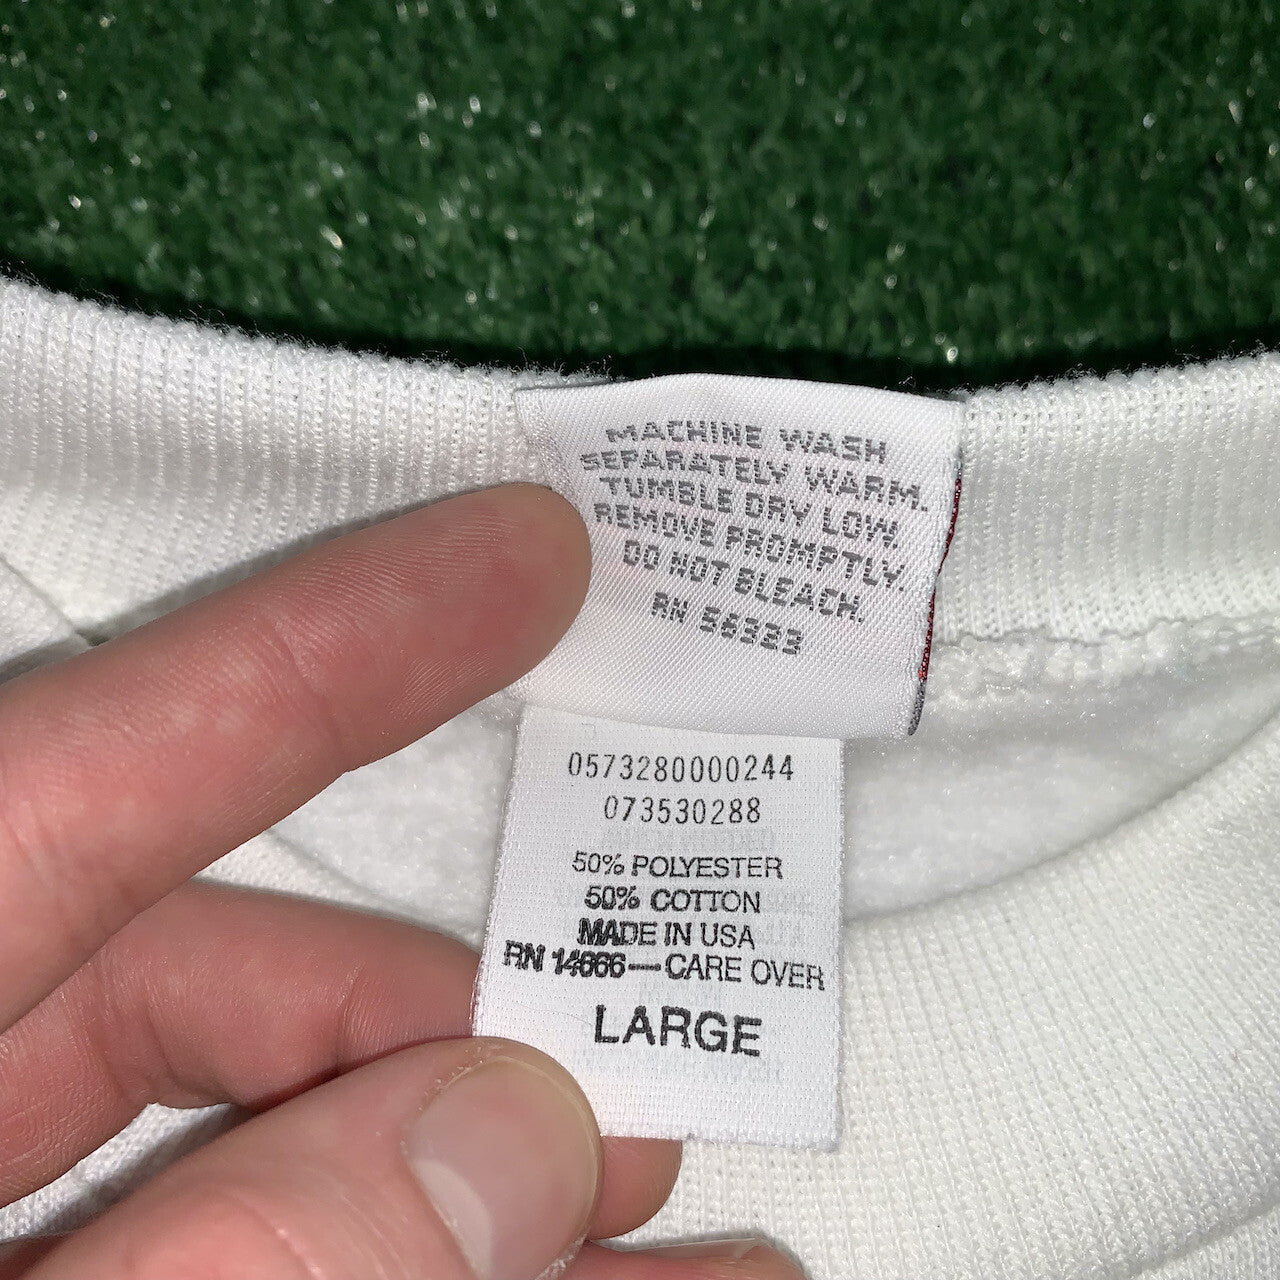 MACHINE WASH
SEPARATELY WARM.
TUMBLE DRY LOW.
REMOVE PROMPTLY.
DO NOT BLEACH.
RN 56323
0573280000244
073530288
50% POLYESTER
50% COTTON
MADE IN USA
RN 14666—CARE OVER
LARGE